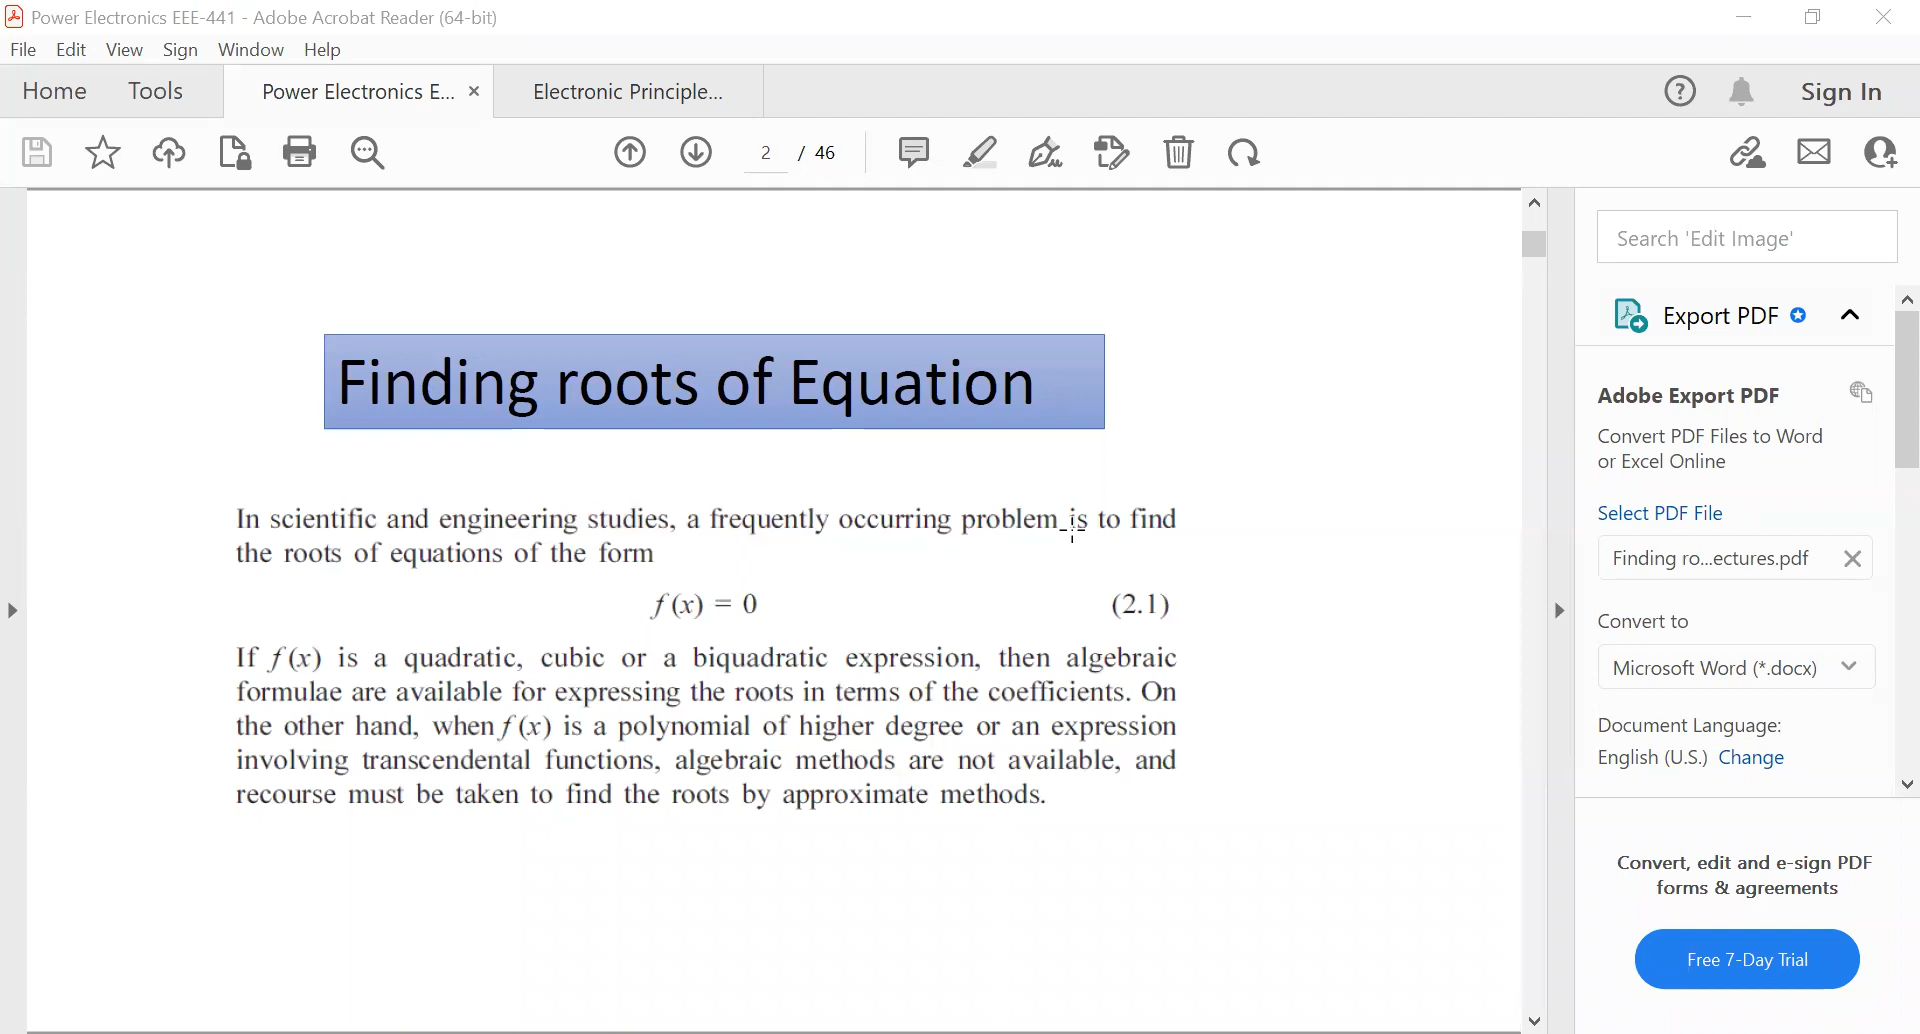 Power Electronics EEE-441 - Adobe Acrobat Reader (64-bit)
File Edit View Sign Window Help
Home Tools Power Electronics E... × Electronic Principle... Sign In
2 / 46
Search 'Edit Image'
Export PDF
Finding roots of Equation
Adobe Export PDF
Convert PDF Files to Word
or Excel Online
In scientific and engineering studies, a frequently occurring problem is to find
the roots of equations of the form
f (x) = 0 (2.1)
If f (x) is a quadratic, cubic or a biquadratic expression, then algebraic
formulae are available for expressing the roots in terms of the coefficients. On
the other hand, when f (x) is a polynomial of higher degree or an expression
involving transcendental functions, algebraic methods are not available, and
recourse must be taken to find the roots by approximate methods.
Select PDF File
Finding ro...ectures.pdf
Convert to
Microsoft Word (*.docx)
Document Language:
English (U.S.) Change
Convert, edit and e-sign PDF
forms & agreements
Free 7-Day Trial